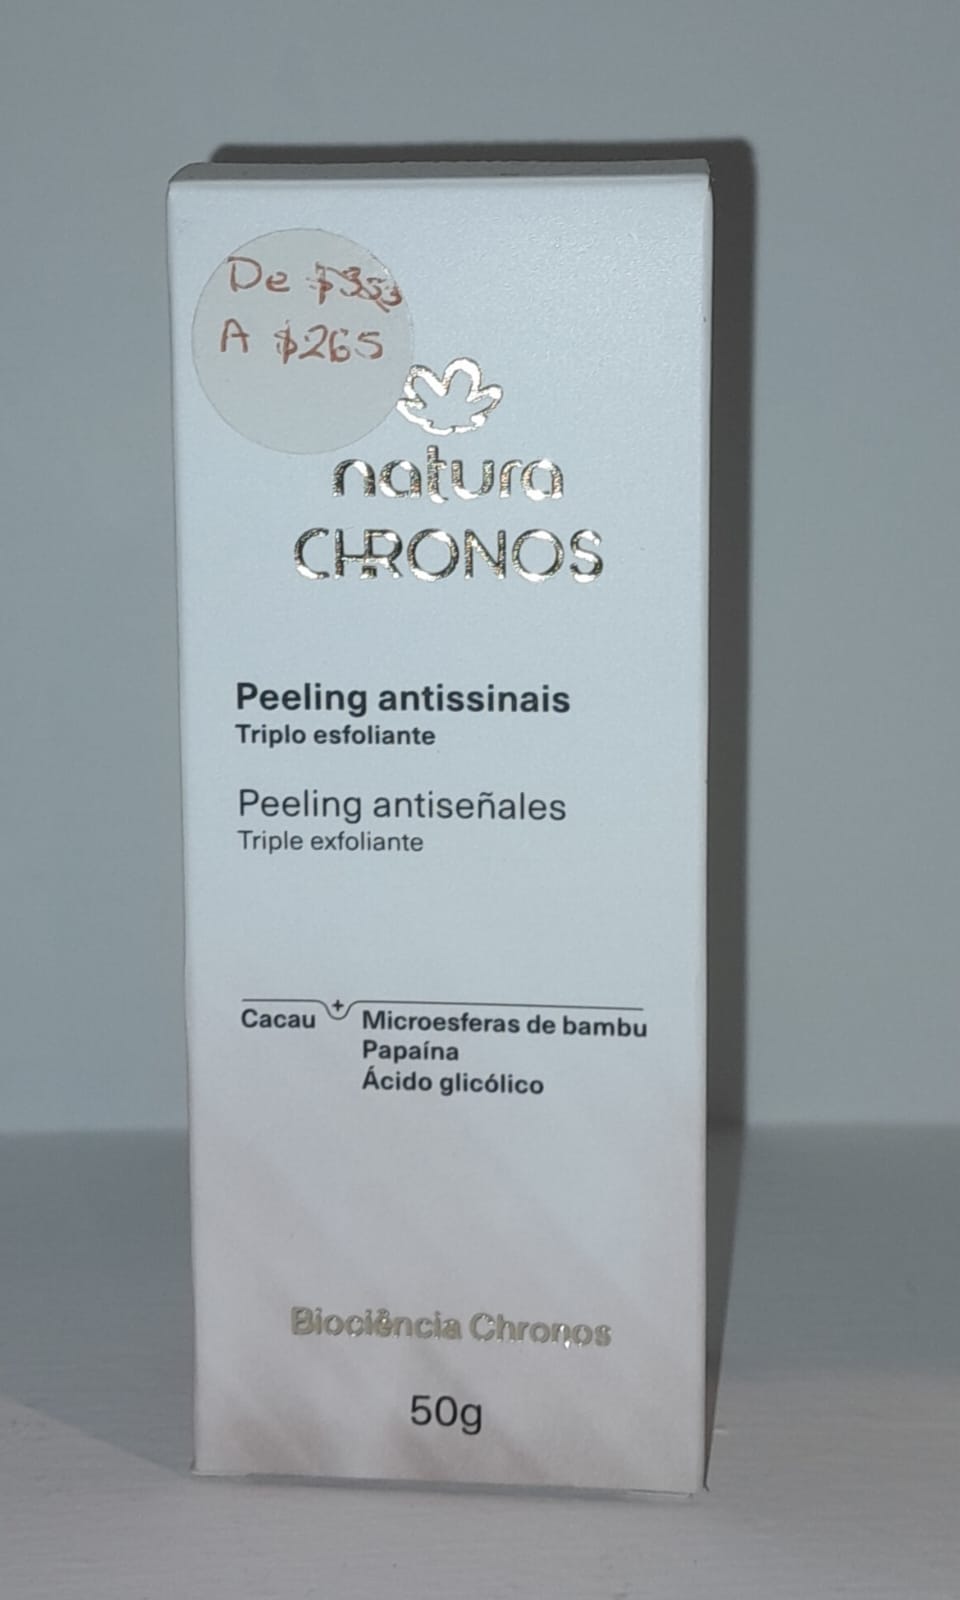 De $353
A $265
natura
CHRONOS
Peeling antissinais
Triplo esfoliante
Peeling antiseñales
Triple exfoliante
Cacau + Microesferas de bambu
Papaína
Ácido glicólico
Biociência Chronos
50g